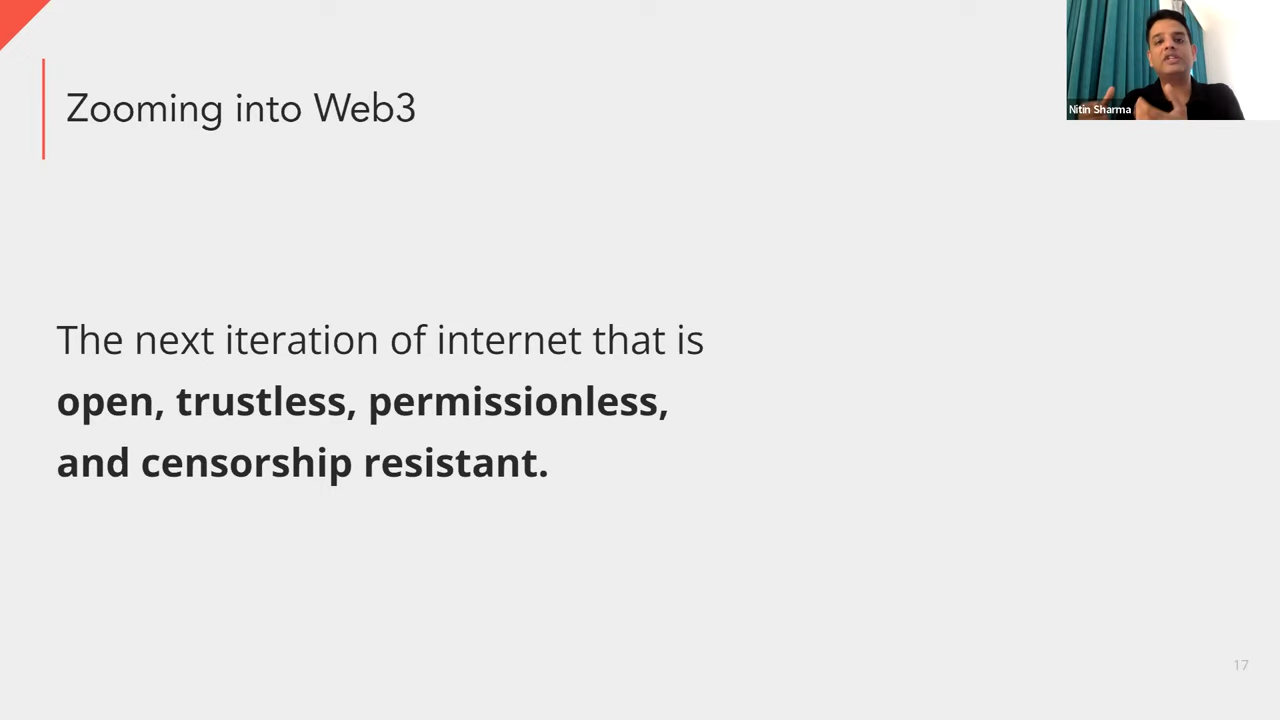 Zooming into Web3
Nitin Sharma
The next iteration of internet that is
open, trustless, permissionless,
and censorship resistant.
17